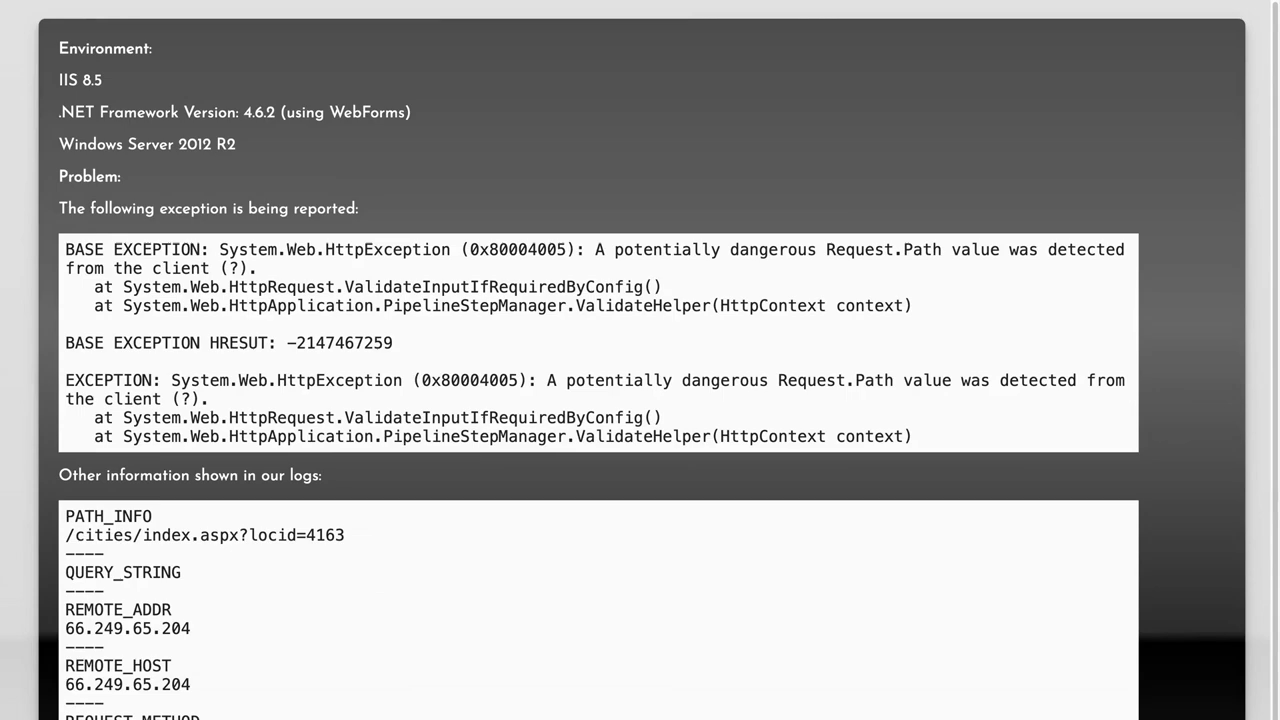 Environment:
IIS 8.5
.NET Framework Version: 4.6.2 (using WebForms)
Windows Server 2012 R2
Problem:
The following exception is being reported:
BASE EXCEPTION: System.Web.HttpException (0x80004005): A potentially dangerous Request.Path value was detected
from the client (?).
at System.Web.HttpRequest.ValidateInputIfRequiredByConfig()
at System.Web.HttpApplication.PipelineStepManager.ValidateHelper(HttpContext context)
BASE EXCEPTION HRESUT: -2147467259
EXCEPTION: System.Web.HttpException (0x80004005): A potentially dangerous Request.Path value was detected from
the client (?).
at System.Web.HttpRequest.ValidateInputIfRequiredByConfig()
at System.Web.HttpApplication.PipelineStepManager.ValidateHelper(HttpContext context)
Other information shown in our logs:
PATH_INFO
/cities/index.aspx?locid=4163
----
QUERY_STRING
----
REMOTE_ADDR
66.249.65.204
----
REMOTE_HOST
66.249.65.204
----
REQUEST_METHOD